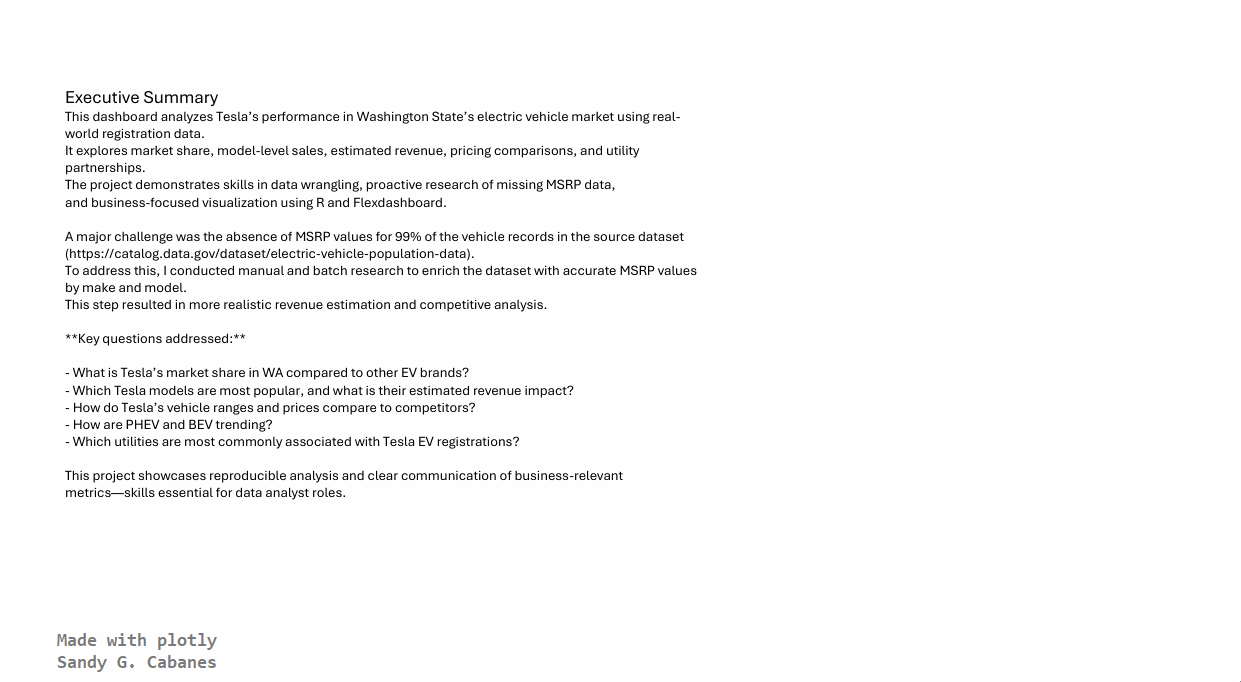 Executive Summary
This dashboard analyzes Tesla’s performance in Washington State’s electric vehicle market using real-
world registration data.
It explores market share, model-level sales, estimated revenue, pricing comparisons, and utility
partnerships.
The project demonstrates skills in data wrangling, proactive research of missing MSRP data,
and business-focused visualization using R and Flexdashboard.
A major challenge was the absence of MSRP values for 99% of the vehicle records in the source dataset
(https://catalog.data.gov/dataset/electric-vehicle-population-data).
To address this, I conducted manual and batch research to enrich the dataset with accurate MSRP values
by make and model.
This step resulted in more realistic revenue estimation and competitive analysis.
**Key questions addressed:**
- What is Tesla’s market share in WA compared to other EV brands?
- Which Tesla models are most popular, and what is their estimated revenue impact?
- How do Tesla’s vehicle ranges and prices compare to competitors?
- How are PHEV and BEV trending?
- Which utilities are most commonly associated with Tesla EV registrations?
This project showcases reproducible analysis and clear communication of business-relevant
metrics—skills essential for data analyst roles.
Made with plotly
Sandy G. Cabanes